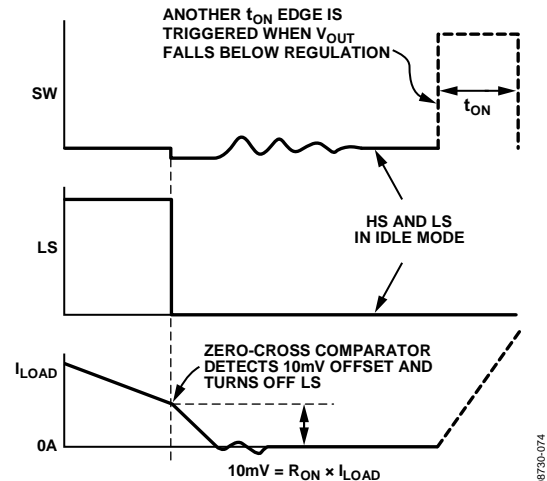 ANOTHER tON EDGE IS
TRIGGERED WHEN VOUT
FALLS BELOW REGULATION
SW
tON
HS AND LS
IN IDLE MODE
LS
ZERO-CROSS COMPARATOR
DETECTS 10mV OFFSET AND
TURNS OFF LS
ILOAD
0A
10mV = RON × ILOAD
08730-074